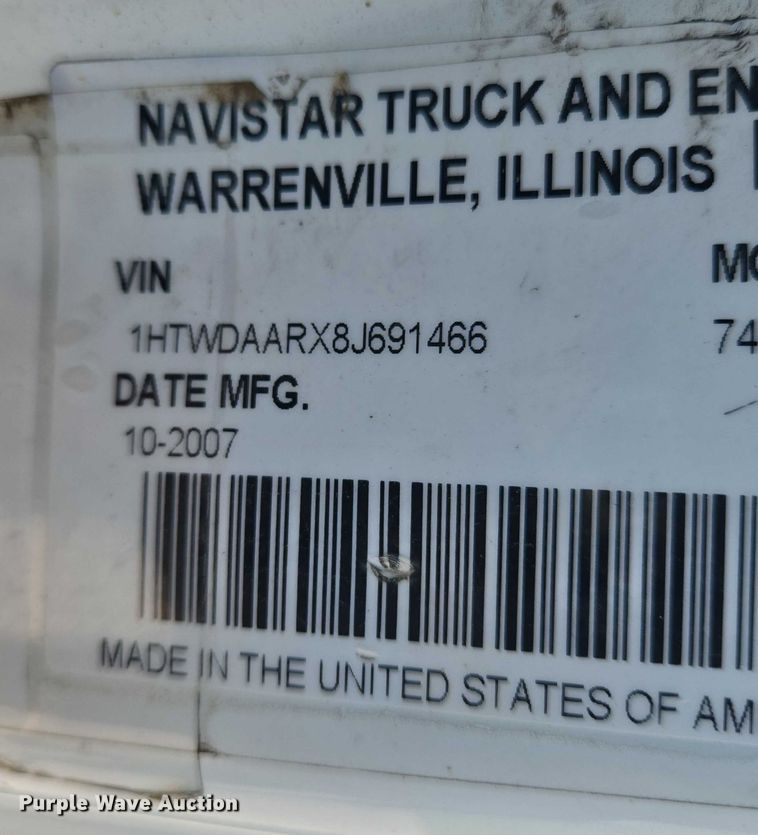 NAVISTAR TRUCK AND EN
WARRENVILLE, ILLINOIS
VIN MO
1HTWDAARX8J691466 74
DATE MFG.
10-2007
MADE IN THE UNITED STATES OF AM
Purple Wave Auction